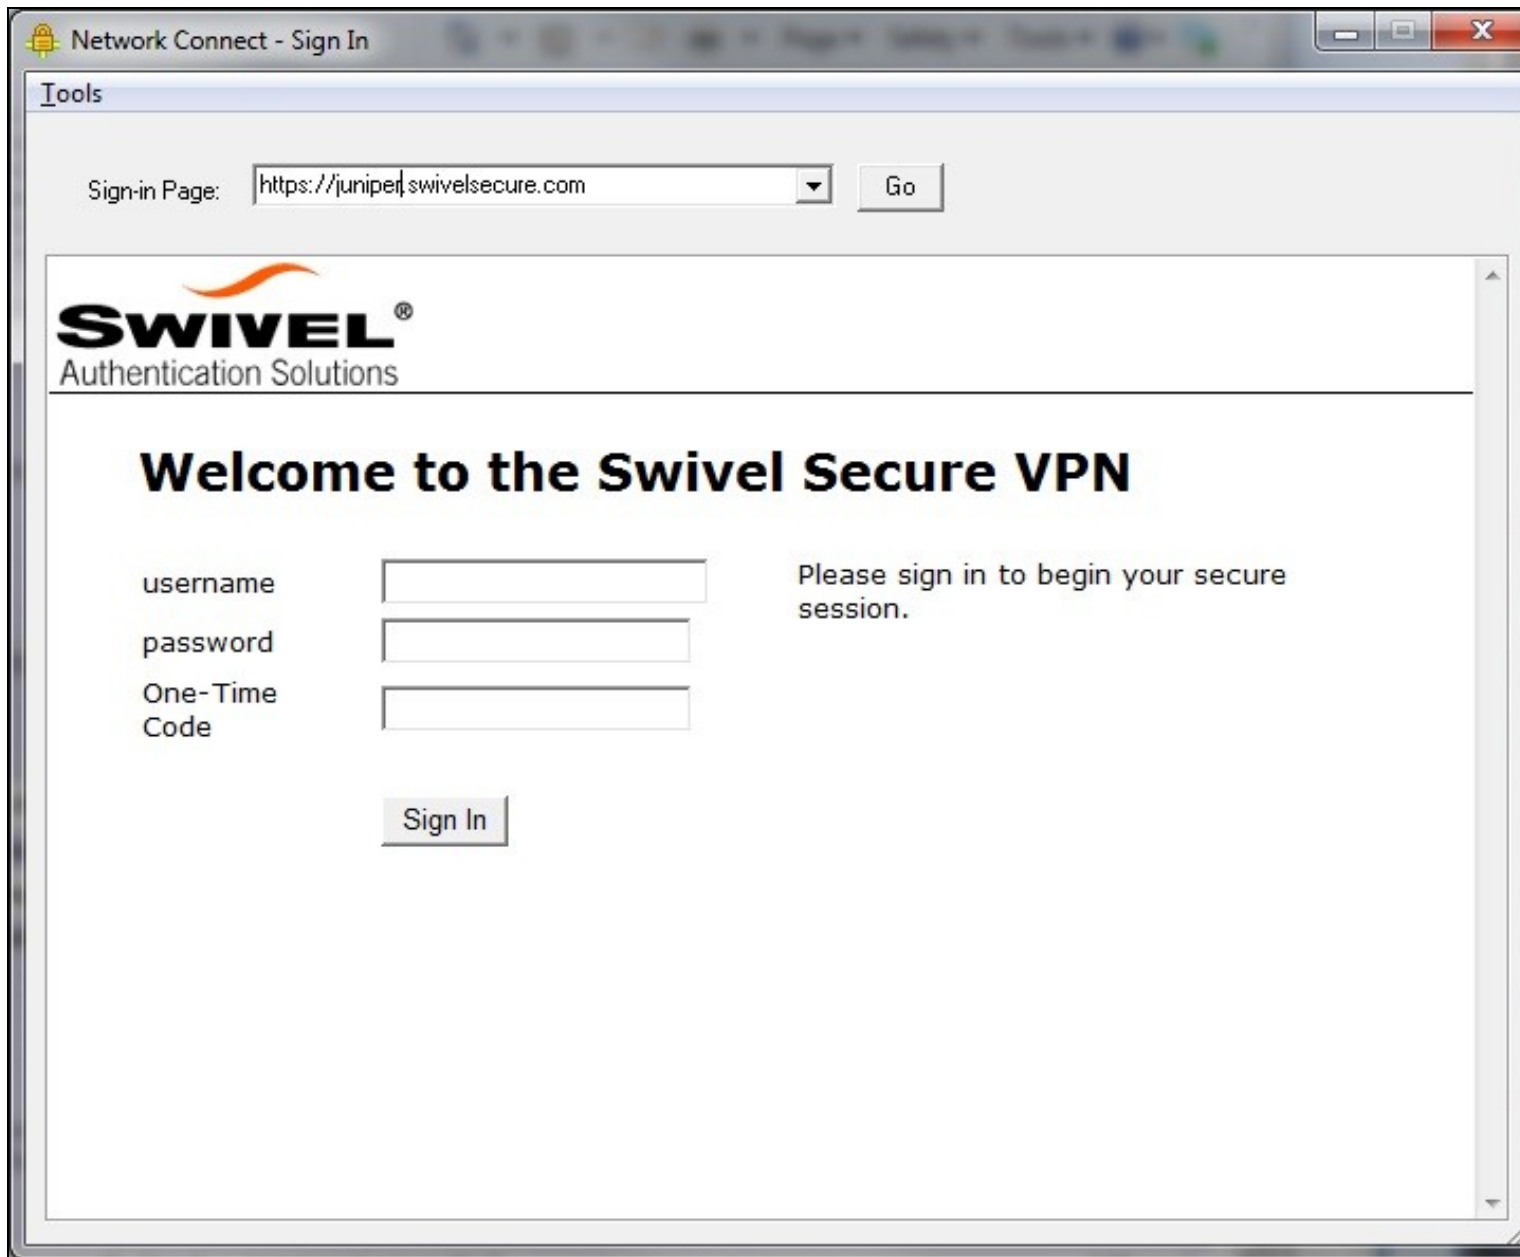 Network Connect - Sign In
Tools
Sign-in Page:
https://juniper.swivelsecure.com
Go
SWIVEL®
Authentication Solutions
Welcome to the Swivel Secure VPN
username
Please sign in to begin your secure
session.
password
One-Time
Code
Sign In